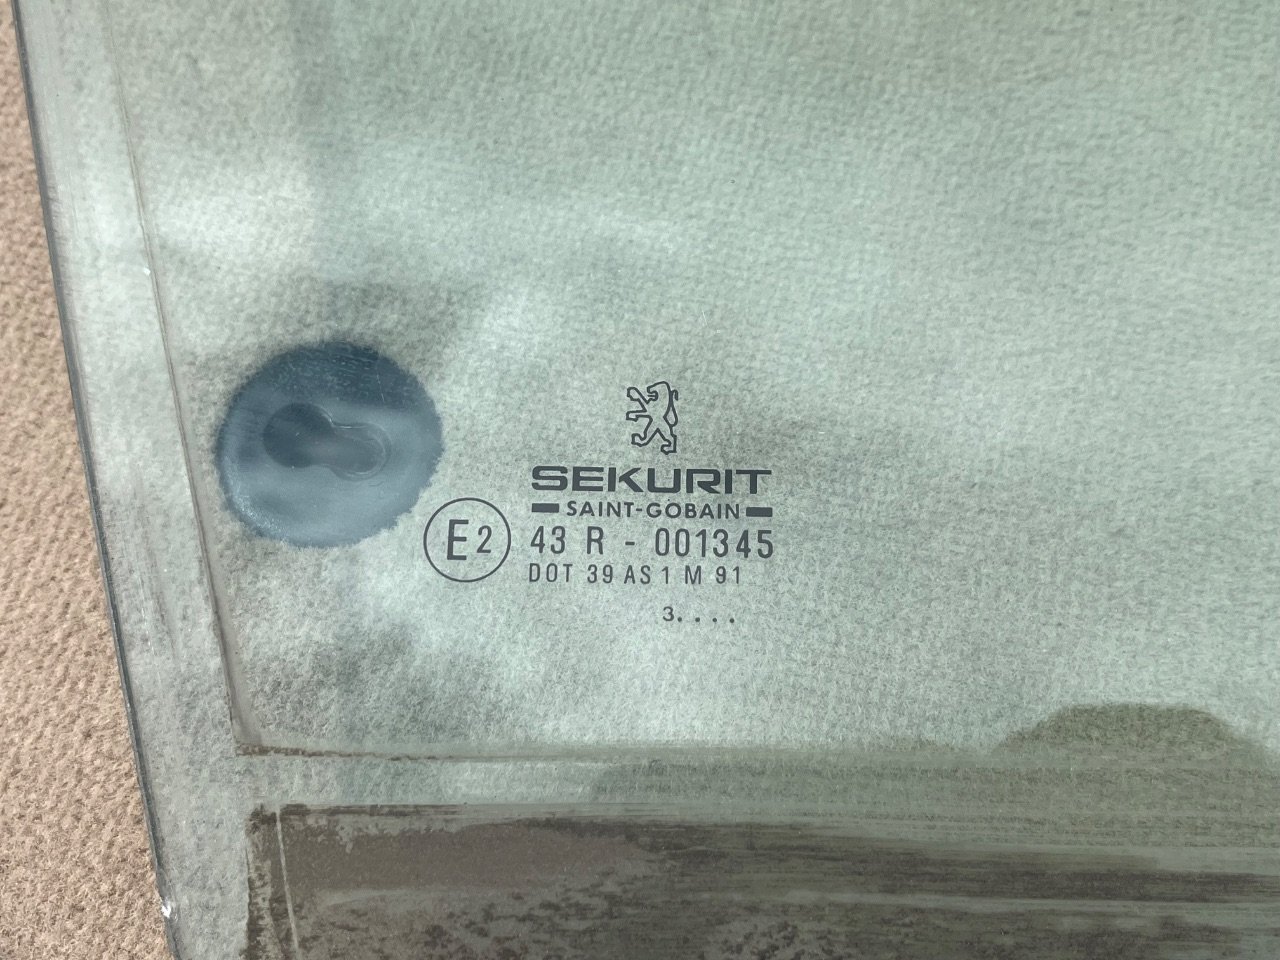 SEKURIT
SAINT-GOBAIN
E2 43 R - 001345
DOT 39 AS 1 M 91
3. . . .